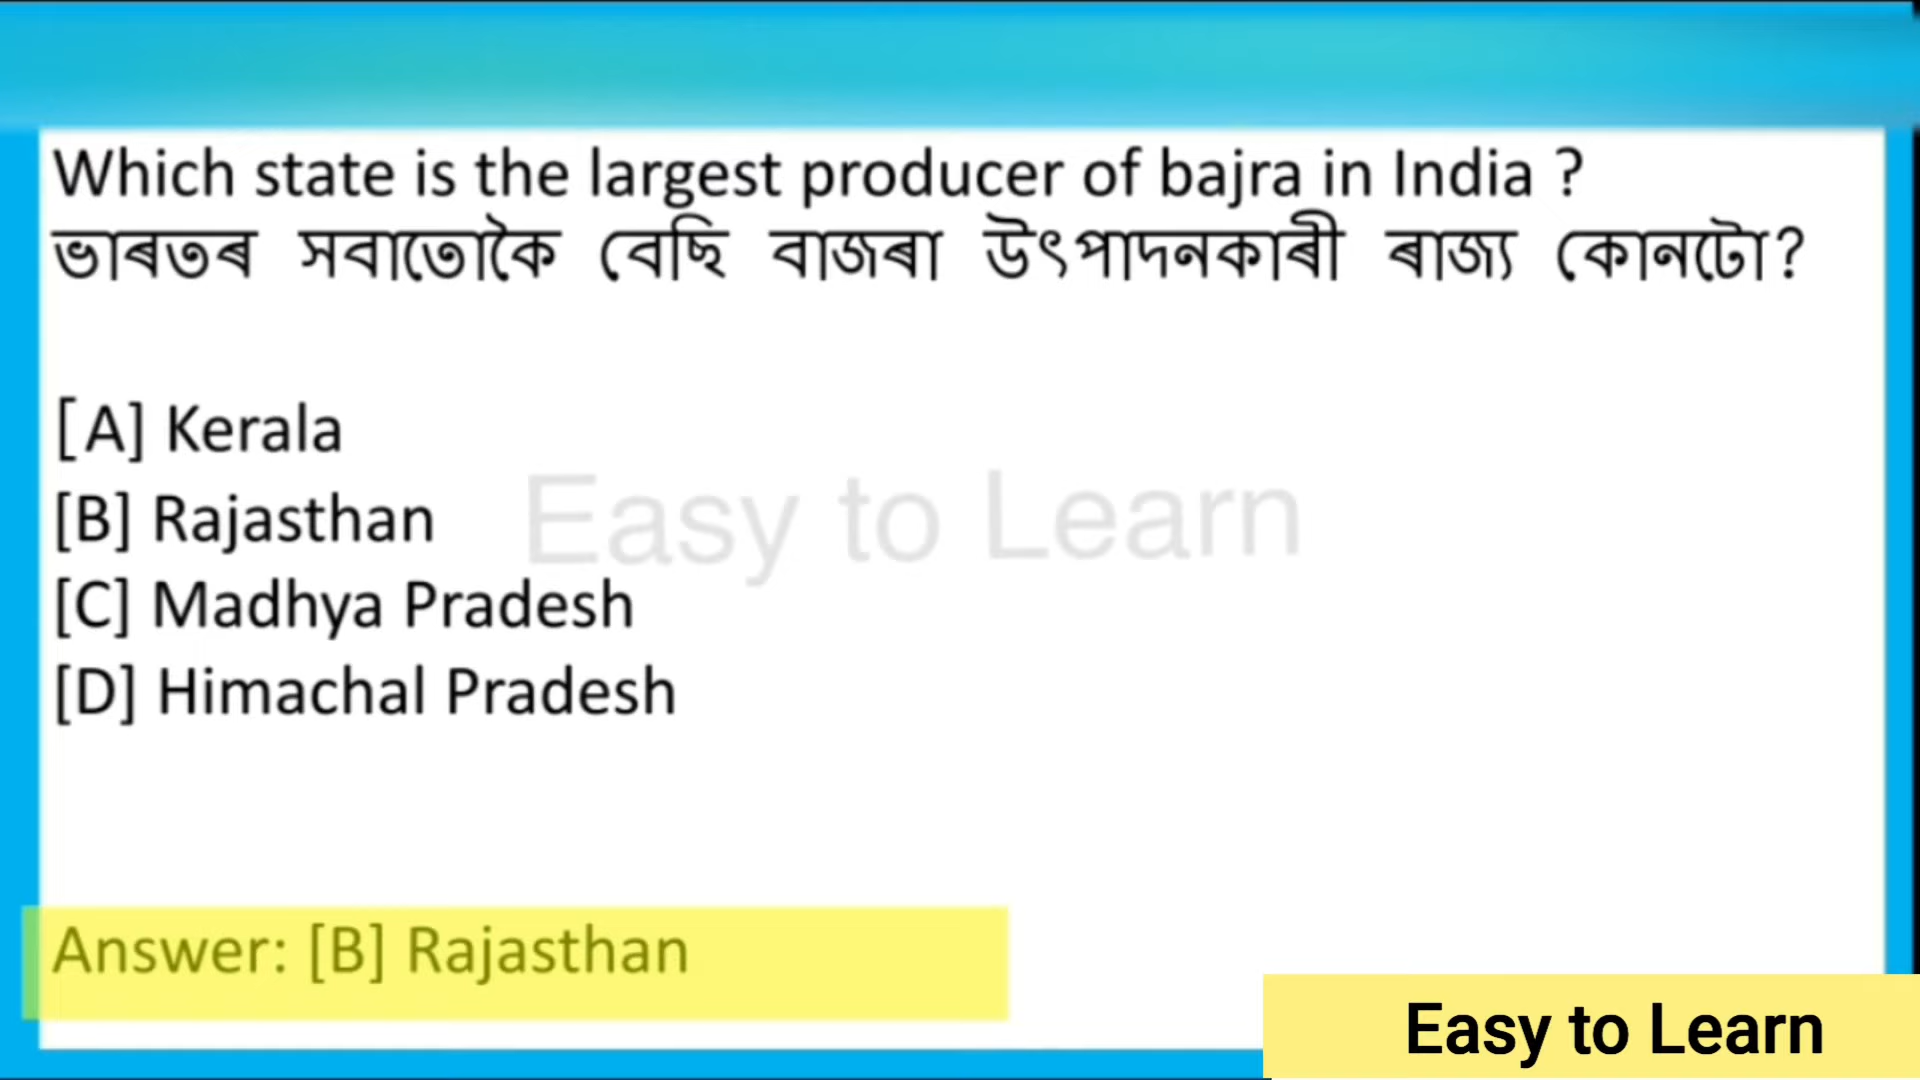 Which state is the largest producer of bajra in India ?
ভাৰতৰ সবাতোকৈ বেছি বাজৰা উৎপাদনকাৰী ৰাজ্য কোনটো?
[A] Kerala
[B] Rajasthan
Easy to Learn
[C] Madhya Pradesh
[D] Himachal Pradesh
Answer: [B] Rajasthan
Easy to Learn